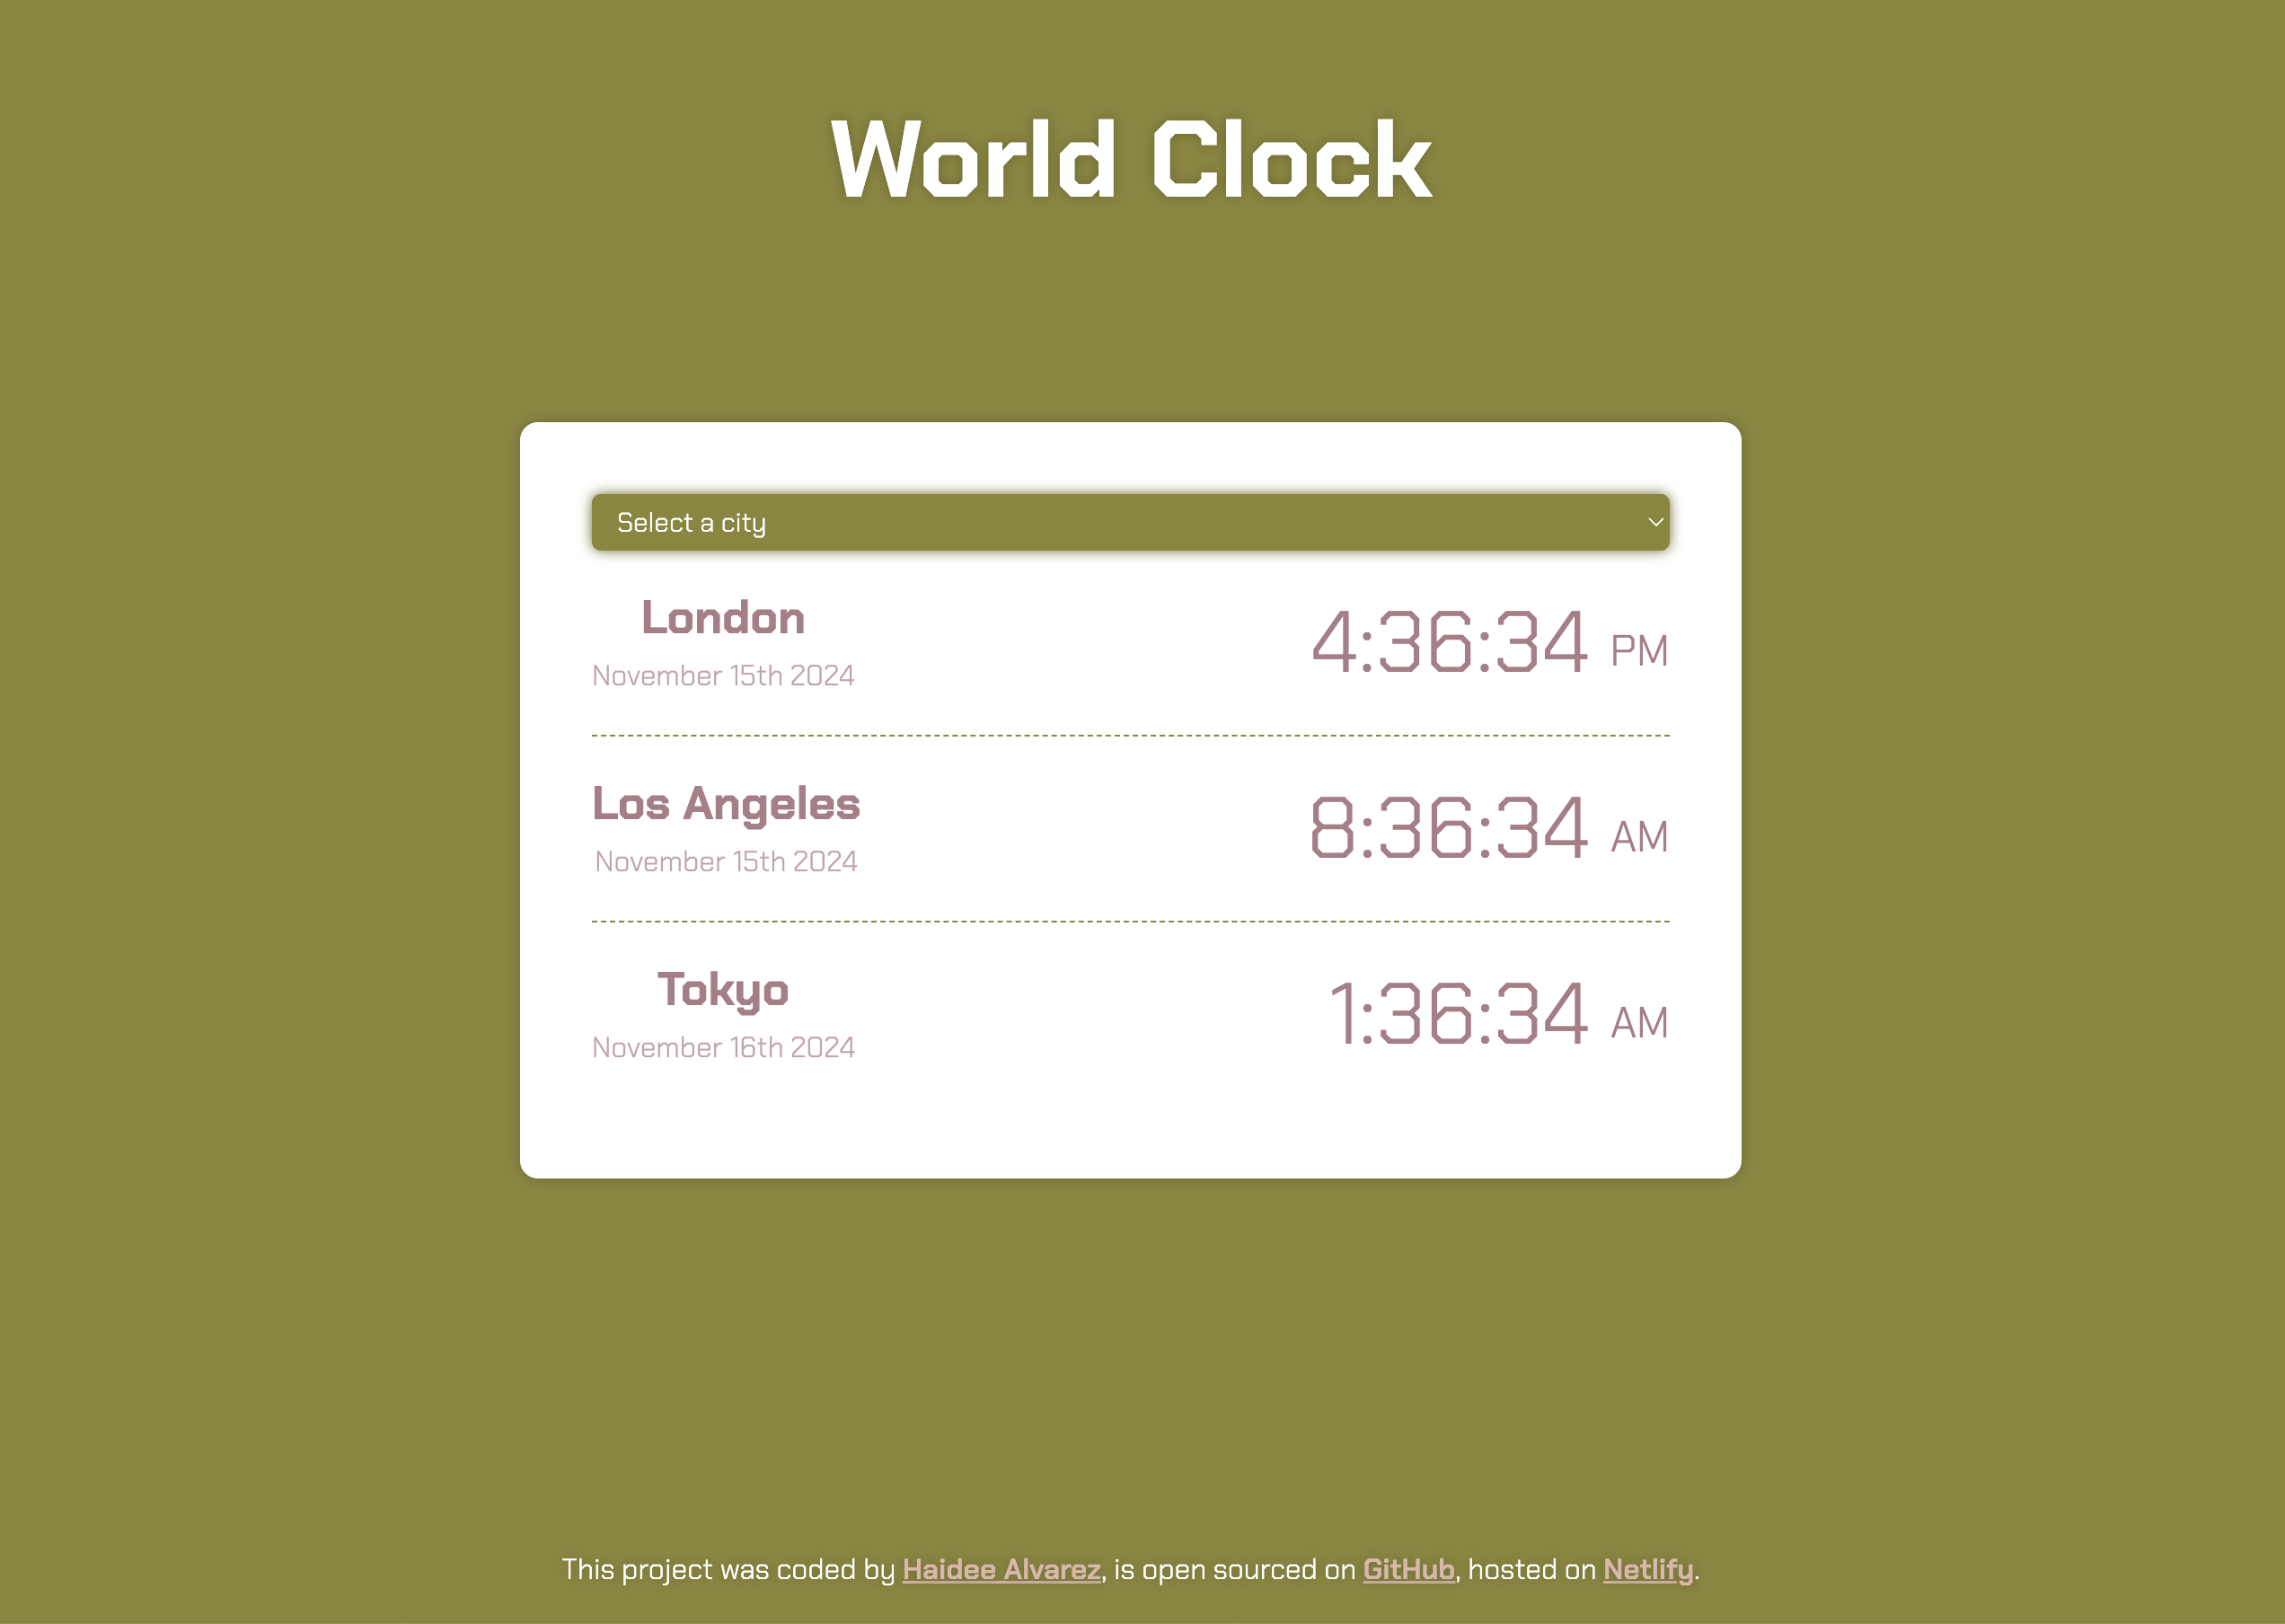 World Clock
Select a city
London
4:36:34 PM
November 15th 2024
Los Angeles
8:36:34 AM
November 15th 2024
Tokyo
1:36:34 AM
November 16th 2024
This project was coded by Haidee Alvarez, is open sourced on GitHub, hosted on Netlify.